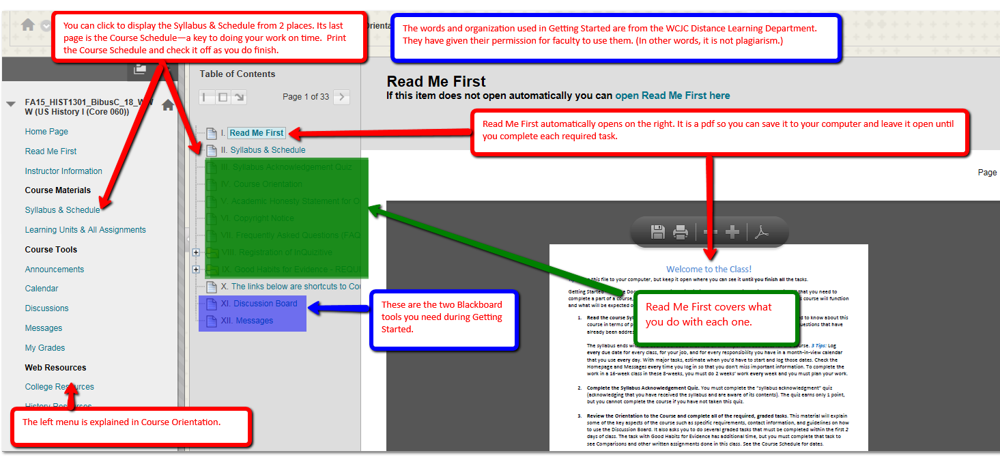 You can click to display the Syllabus & Schedule from 2 places. Its last
page is the Course Schedule—a key to doing your work on time.  Print
the Course Schedule and check it off as you do finish.
The words and organization used in Getting Started are from the WCJC Distance Learning Department.
They have given their permission for faculty to use them. (In other words, it is not plagiarism.)
FA15_HIST1301_BibusC_18_W
W (US History I (Core 060))
Home Page
Read Me First
Instructor Information
Course Materials
Syllabus & Schedule
Learning Units & All Assignments
Course Tools
Announcements
Calendar
Discussions
Messages
My Grades
Web Resources
College Resources
History Resources
The left menu is explained in Course Orientation.
Table of Contents
Page 1 of 33
I. Read Me First
II. Syllabus & Schedule
III. Syllabus Acknowledgement Quiz
IV. Course Orientation
V. Academic Honesty Statement for O
VI. Copyright Notice
VII. Frequently Asked Questions (FAQ
VIII. Registration of InQuizitive
IX. Good Habits for Evidence - REQUI
X. The links below are shortcuts to Cou
XI. Discussion Board
XII. Messages
These are the two Blackboard
tools you need during Getting
Started.
Read Me First
If this item does not open automatically you can open Read Me First here
Read Me First automatically opens on the right. It is a pdf so you can save it to your computer and leave it open until
you complete each required task.
Page
Welcome to the Class!
this file to your computer, but keep it open where you can see it until you finish all the tasks.
Getting Started that you need to
complete a part of a course, s course will function
and what will be expected o
Read Me First covers what
you do with each one.
1. Read the course Syl d to know about this
course in terms of p uestions that have
already been addre
The syllabus ends wi urse. 3 Tips: Log
every due date for every class, for your job, and for every responsibility you have in a month-in-view calendar
that you use every day. With major tasks, estimate when you'd have to start and log those dates. Check the
Homepage and Messages every time you log in so that you don't miss important information. To complete the
work in a 16-week class in these 8-weeks, you must do 2 weeks' work every week and you must plan your work.
2. Complete the Syllabus Acknowledgement Quiz. You must complete the "syllabus acknowledgment" quiz
(acknowledging that you have received the syllabus and are aware of its contents). The quiz earns only 1 point,
but you cannot complete the course if you have not taken this quiz.
3. Review the Orientation to the Course and complete all of the required, graded tasks. This material will explain
some of the key aspects of the course such as specific requirements, contact information, and guidelines on how
to use the Discussion Board. It also asks you to do several graded tasks that must be completed within the first 2
days of class. The task with Good Habits for Evidence has additional time, but you must complete that task to
see Comparisons and other written assignments done in this class. See the Course Schedule for dates.